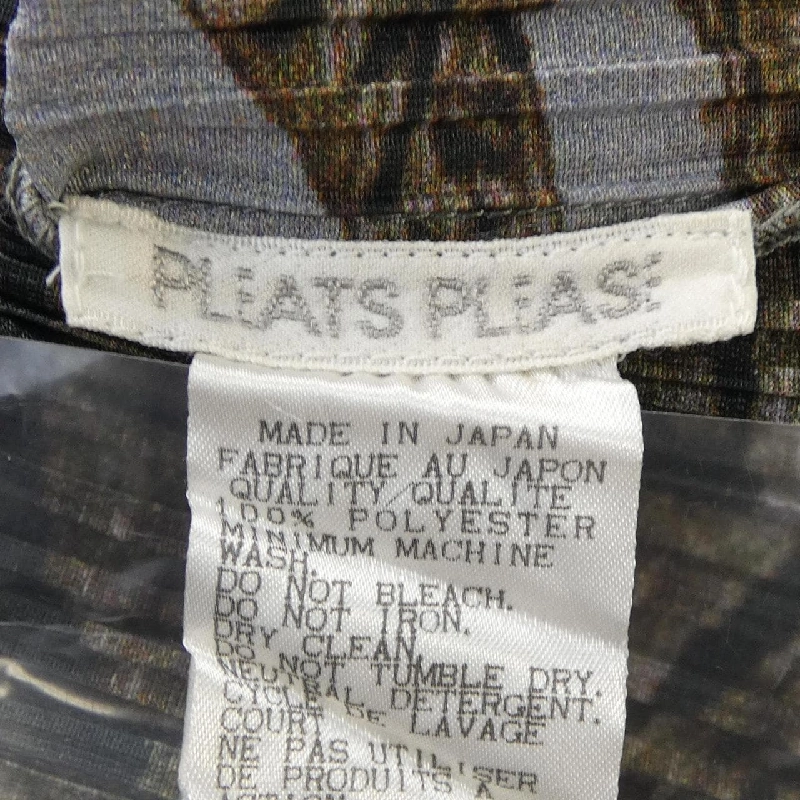 PLEATS PLEASE
MADE IN JAPAN
FABRIQUE AU JAPON
QUALITY/QUALITE
100% POLYESTER
MINIMUM MACHINE
WASH.
DO NOT BLEACH.
DO NOT IRON.
DRY CLEAN.
DO NOT TUMBLE DRY.
NEUTRAL DETERGENT.
CYCLE DE LAVAGE
COURT
NE PAS UTILISER
DE PRODUITS A